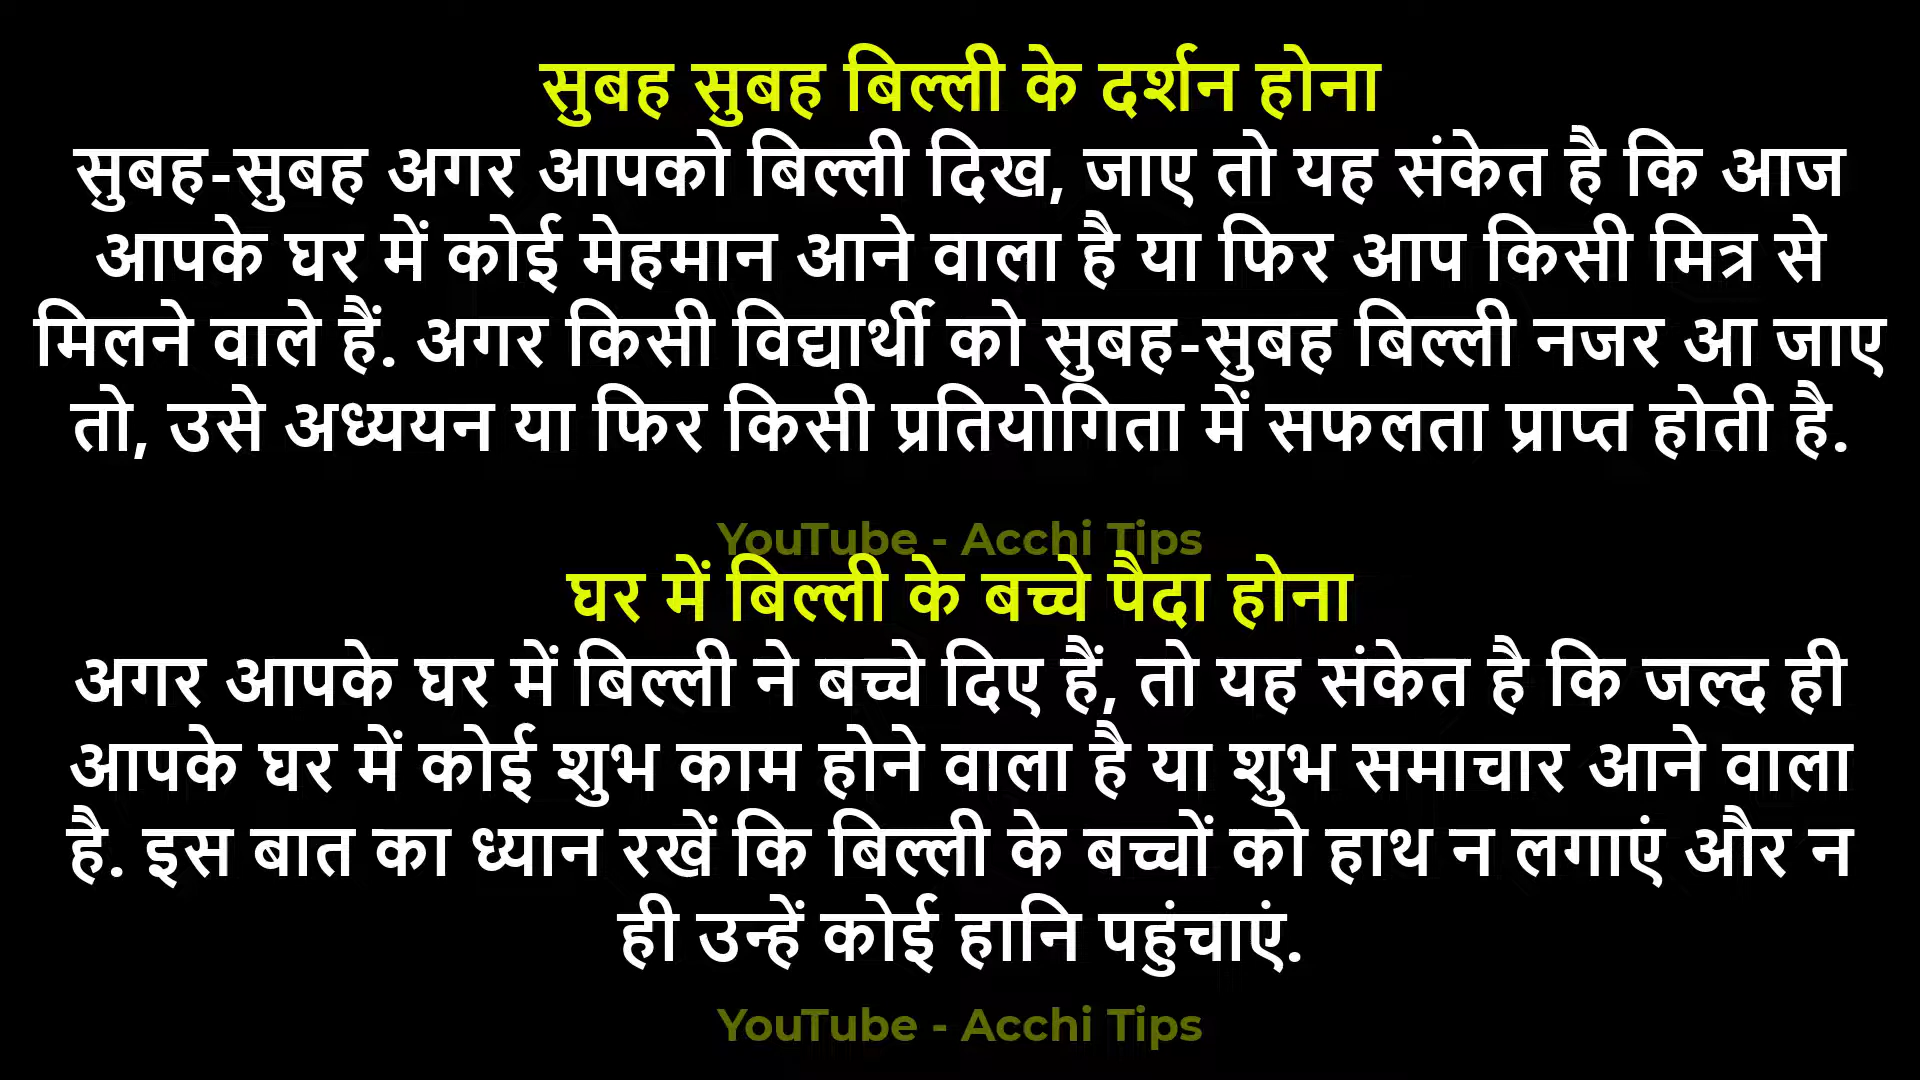 सुबह सुबह बिल्ली के दर्शन होना
सुबह-सुबह अगर आपको बिल्ली दिख, जाए तो यह संकेत है कि आज
आपके घर में कोई मेहमान आने वाला है या फिर आप किसी मित्र से
मिलने वाले हैं. अगर किसी विद्यार्थी को सुबह-सुबह बिल्ली नजर आ जाए
तो, उसे अध्ययन या फिर किसी प्रतियोगिता में सफलता प्राप्त होती है.
YouTube - Acchi Tips
घर में बिल्ली के बच्चे पैदा होना
अगर आपके घर में बिल्ली ने बच्चे दिए हैं, तो यह संकेत है कि जल्द ही
आपके घर में कोई शुभ काम होने वाला है या शुभ समाचार आने वाला
है. इस बात का ध्यान रखें कि बिल्ली के बच्चों को हाथ न लगाएं और न
ही उन्हें कोई हानि पहुंचाएं.
YouTube - Acchi Tips